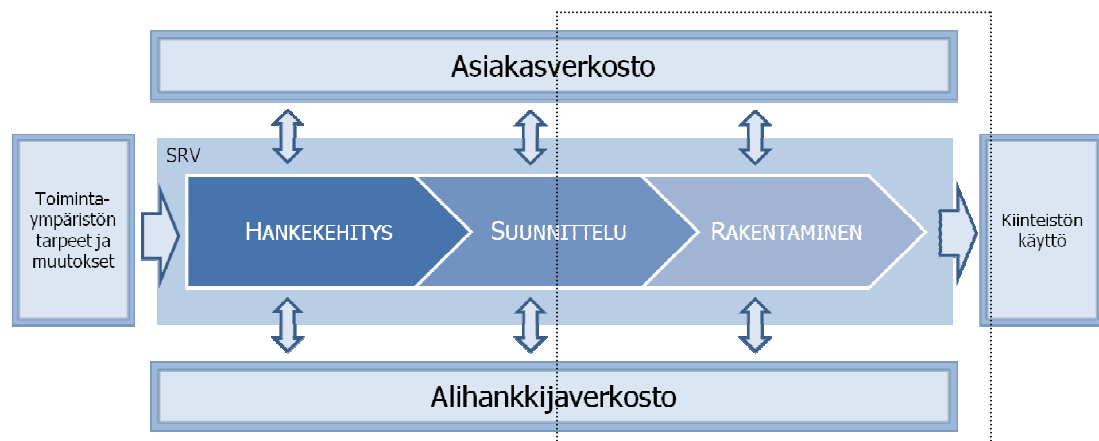 Asiakasverkosto
SRV
Toiminta-
ympäristön
tarpeet ja
muutokset
HANKEKEHITYS
SUUNNITTELU
RAKENTAMINEN
Kiinteistön
käyttö
Alihankkijaverkosto